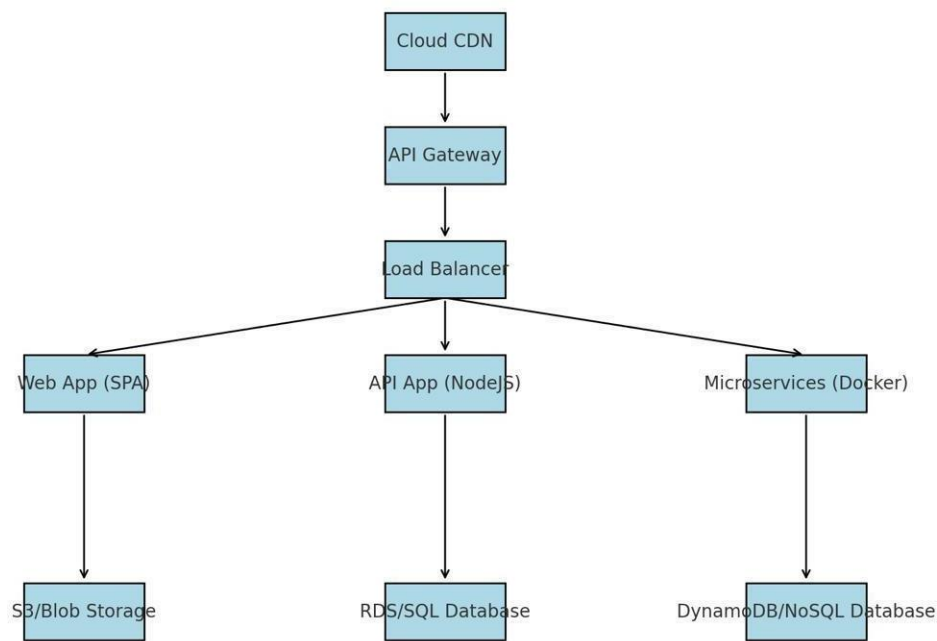 Cloud CDN
API Gateway
Load Balancer
Web App (SPA)
API App (NodeJS)
Microservices (Docker)
S3/Blob Storage
RDS/SQL Database
DynamoDB/NoSQL Database